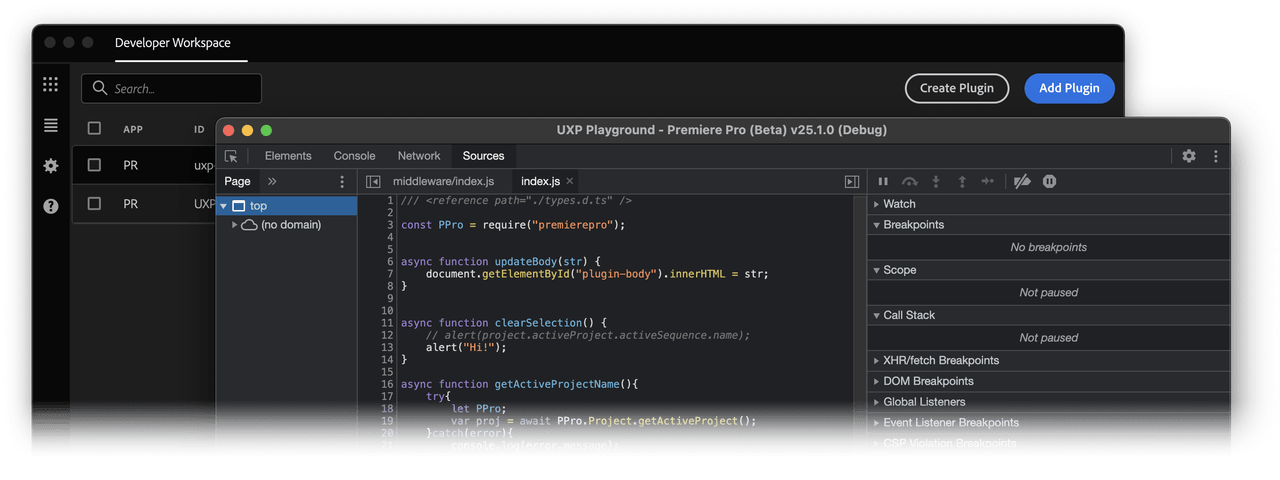 Developer Workspace
Search...
Create Plugin
Add Plugin
APP
ID
PR
uxp-
PR
UXP
UXP Playground - Premiere Pro (Beta) v25.1.0 (Debug)
Elements
Console
Network
Sources
Page
»
middleware/index.js
index.js ×
top
(no domain)
1 /// <reference path="./types.d.ts" />
2
3 const PPro = require("premierepro");
4
5
6 async function updateBody(str) {
7     document.getElementById("plugin-body").innerHTML = str;
8 }
9
10
11 async function clearSelection() {
12     // alert(project.activeProject.activeSequence.name);
13     alert("Hi!");
14 }
15
16 async function getActiveProjectName(){
17     try{
18         let PPro;
19         var proj = await PPro.Project.getActiveProject();
20     }catch(error){
21         console.log(error.message);
Watch
Breakpoints
No breakpoints
Scope
Not paused
Call Stack
Not paused
XHR/fetch Breakpoints
DOM Breakpoints
Global Listeners
Event Listener Breakpoints
CSP Violation Breakpoints